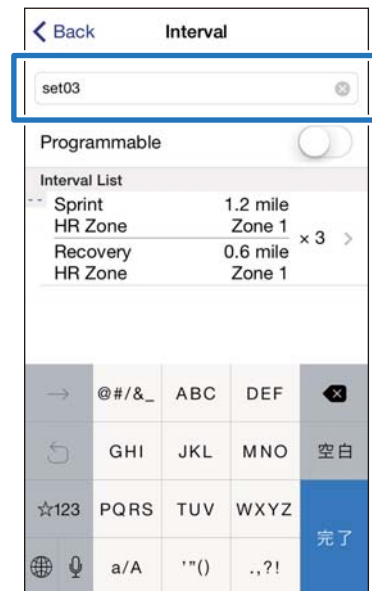 Back Interval
set03
Programmable
Interval List
-- Sprint 1.2 mile
HR Zone Zone 1
× 3 >
Recovery 0.6 mile
HR Zone Zone 1
→ @#/&_ ABC DEF
GHI JKL MNO 空白
☆123 PQRS TUV WXYZ
完了
a/A '"() .,?!